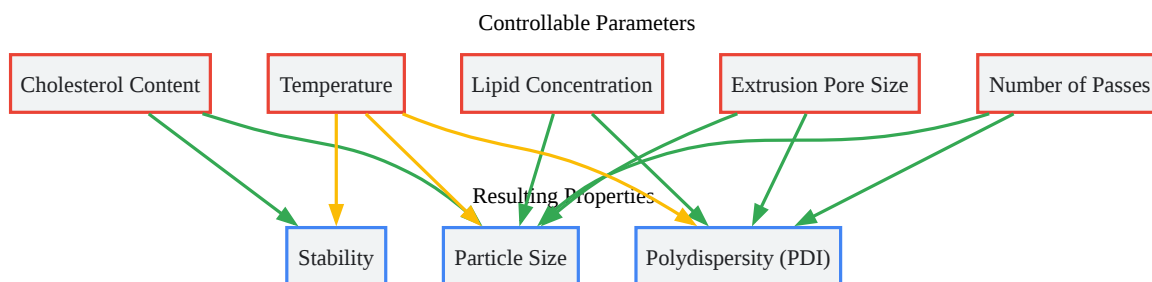 Controllable Parameters
Cholesterol Content
Temperature
Lipid Concentration
Extrusion Pore Size
Number of Passes
Resulting Properties
Stability
Particle Size
Polydispersity (PDI)